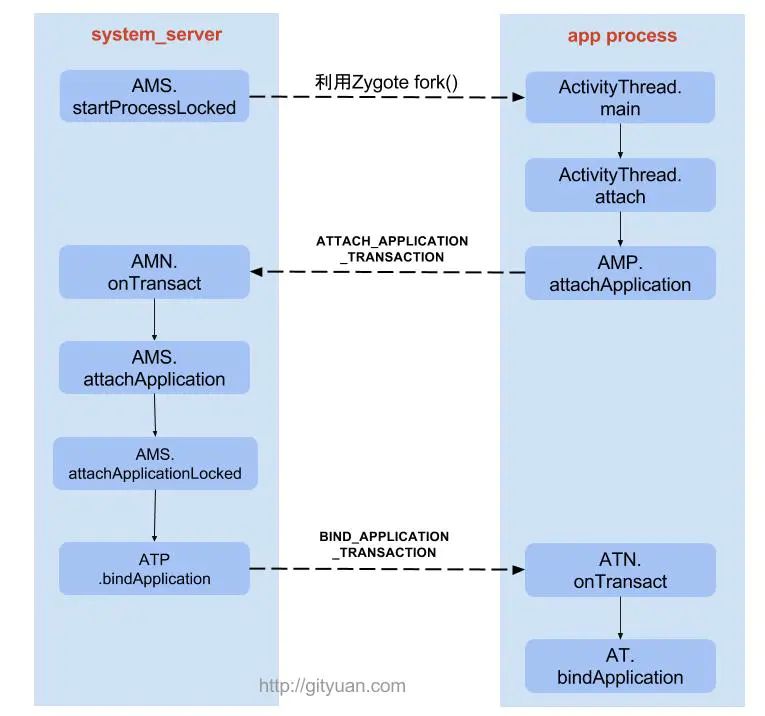 system_server
app process
AMS.
startProcessLocked
利用Zygote fork()
ActivityThread.
main
ActivityThread.
attach
ATTACH_APPLICATION
_TRANSACTION
AMN.
onTransact
AMP.
attachApplication
AMS.
attachApplication
AMS.
attachApplicationLocked
BIND_APPLICATION
_TRANSACTION
ATP
.bindApplication
ATN.
onTransact
AT.
bindApplication
http://gityuan.com